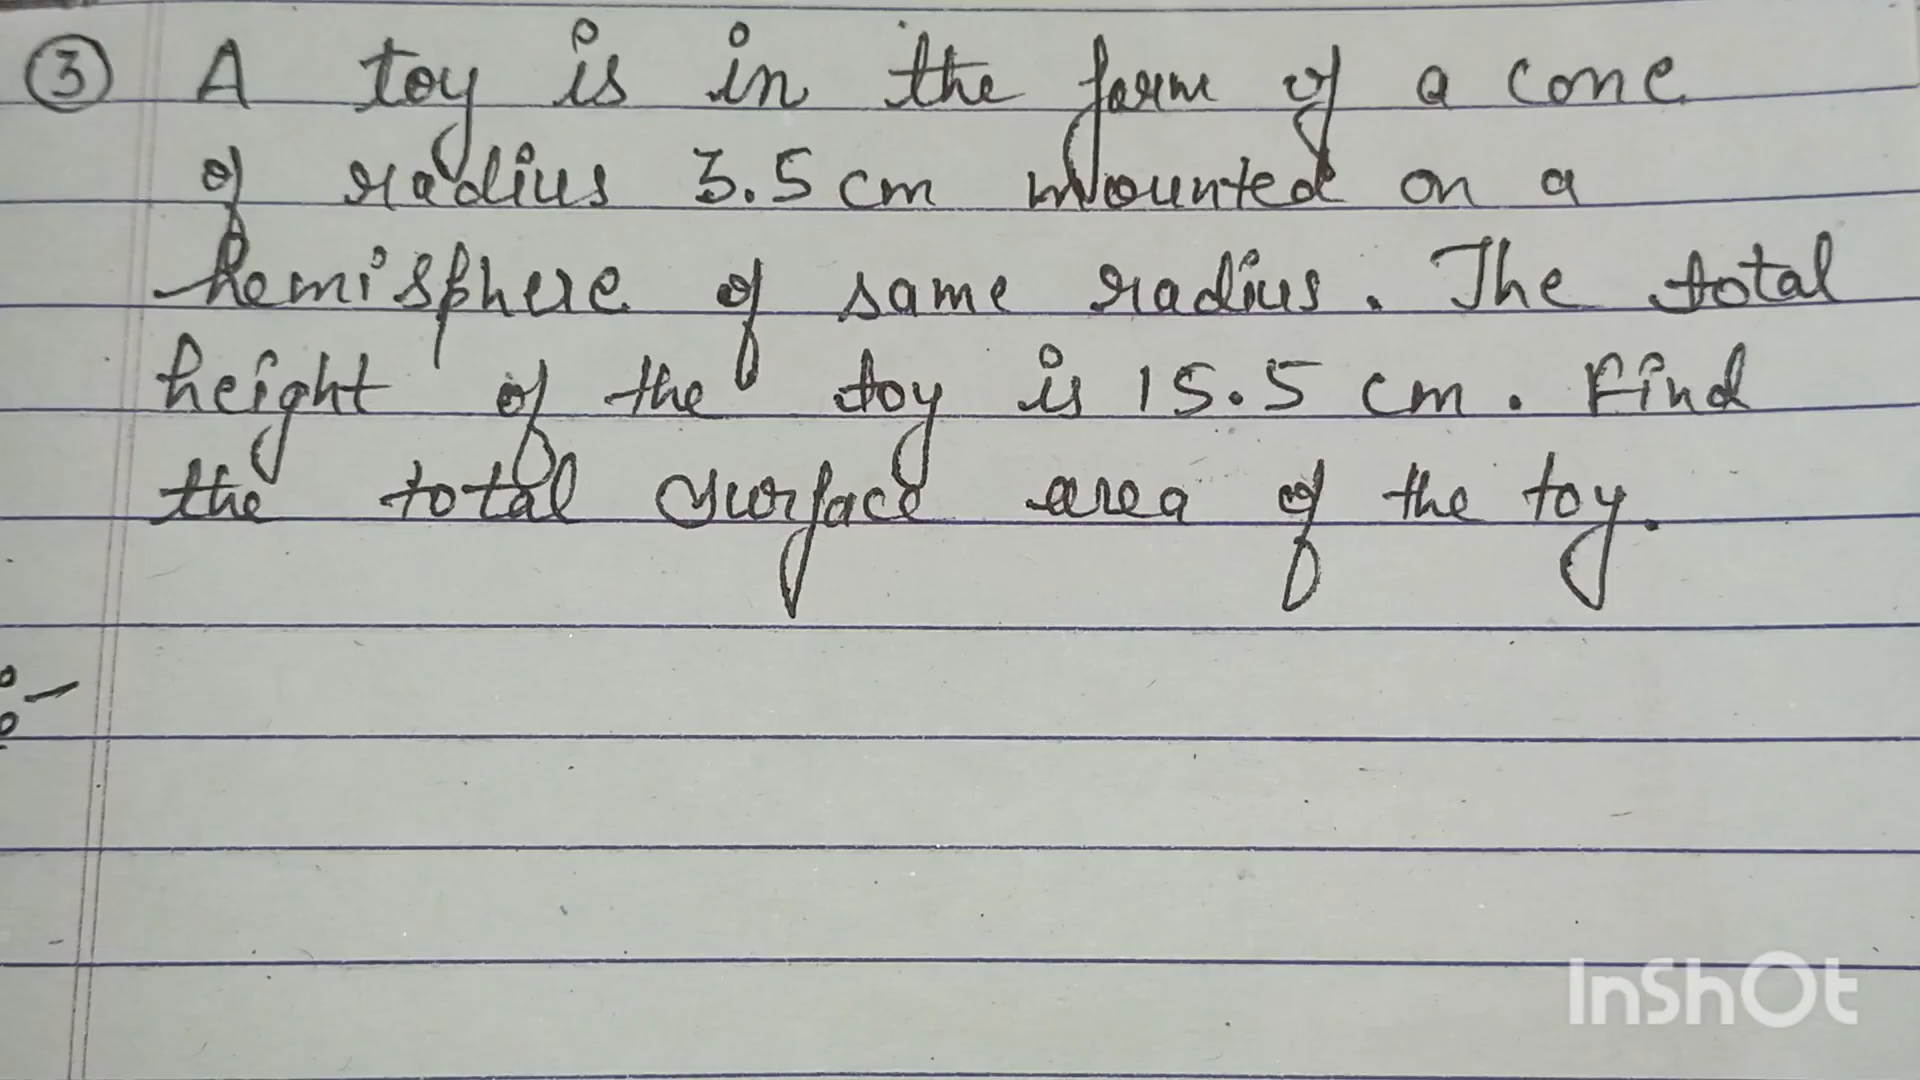 ③ A toy is in the form of a cone
of radius 3.5 cm mounted on a
hemisphere of same radius. The total
height of the toy is 15.5 cm. Find
the total surface area of the toy.
:-
InShOt